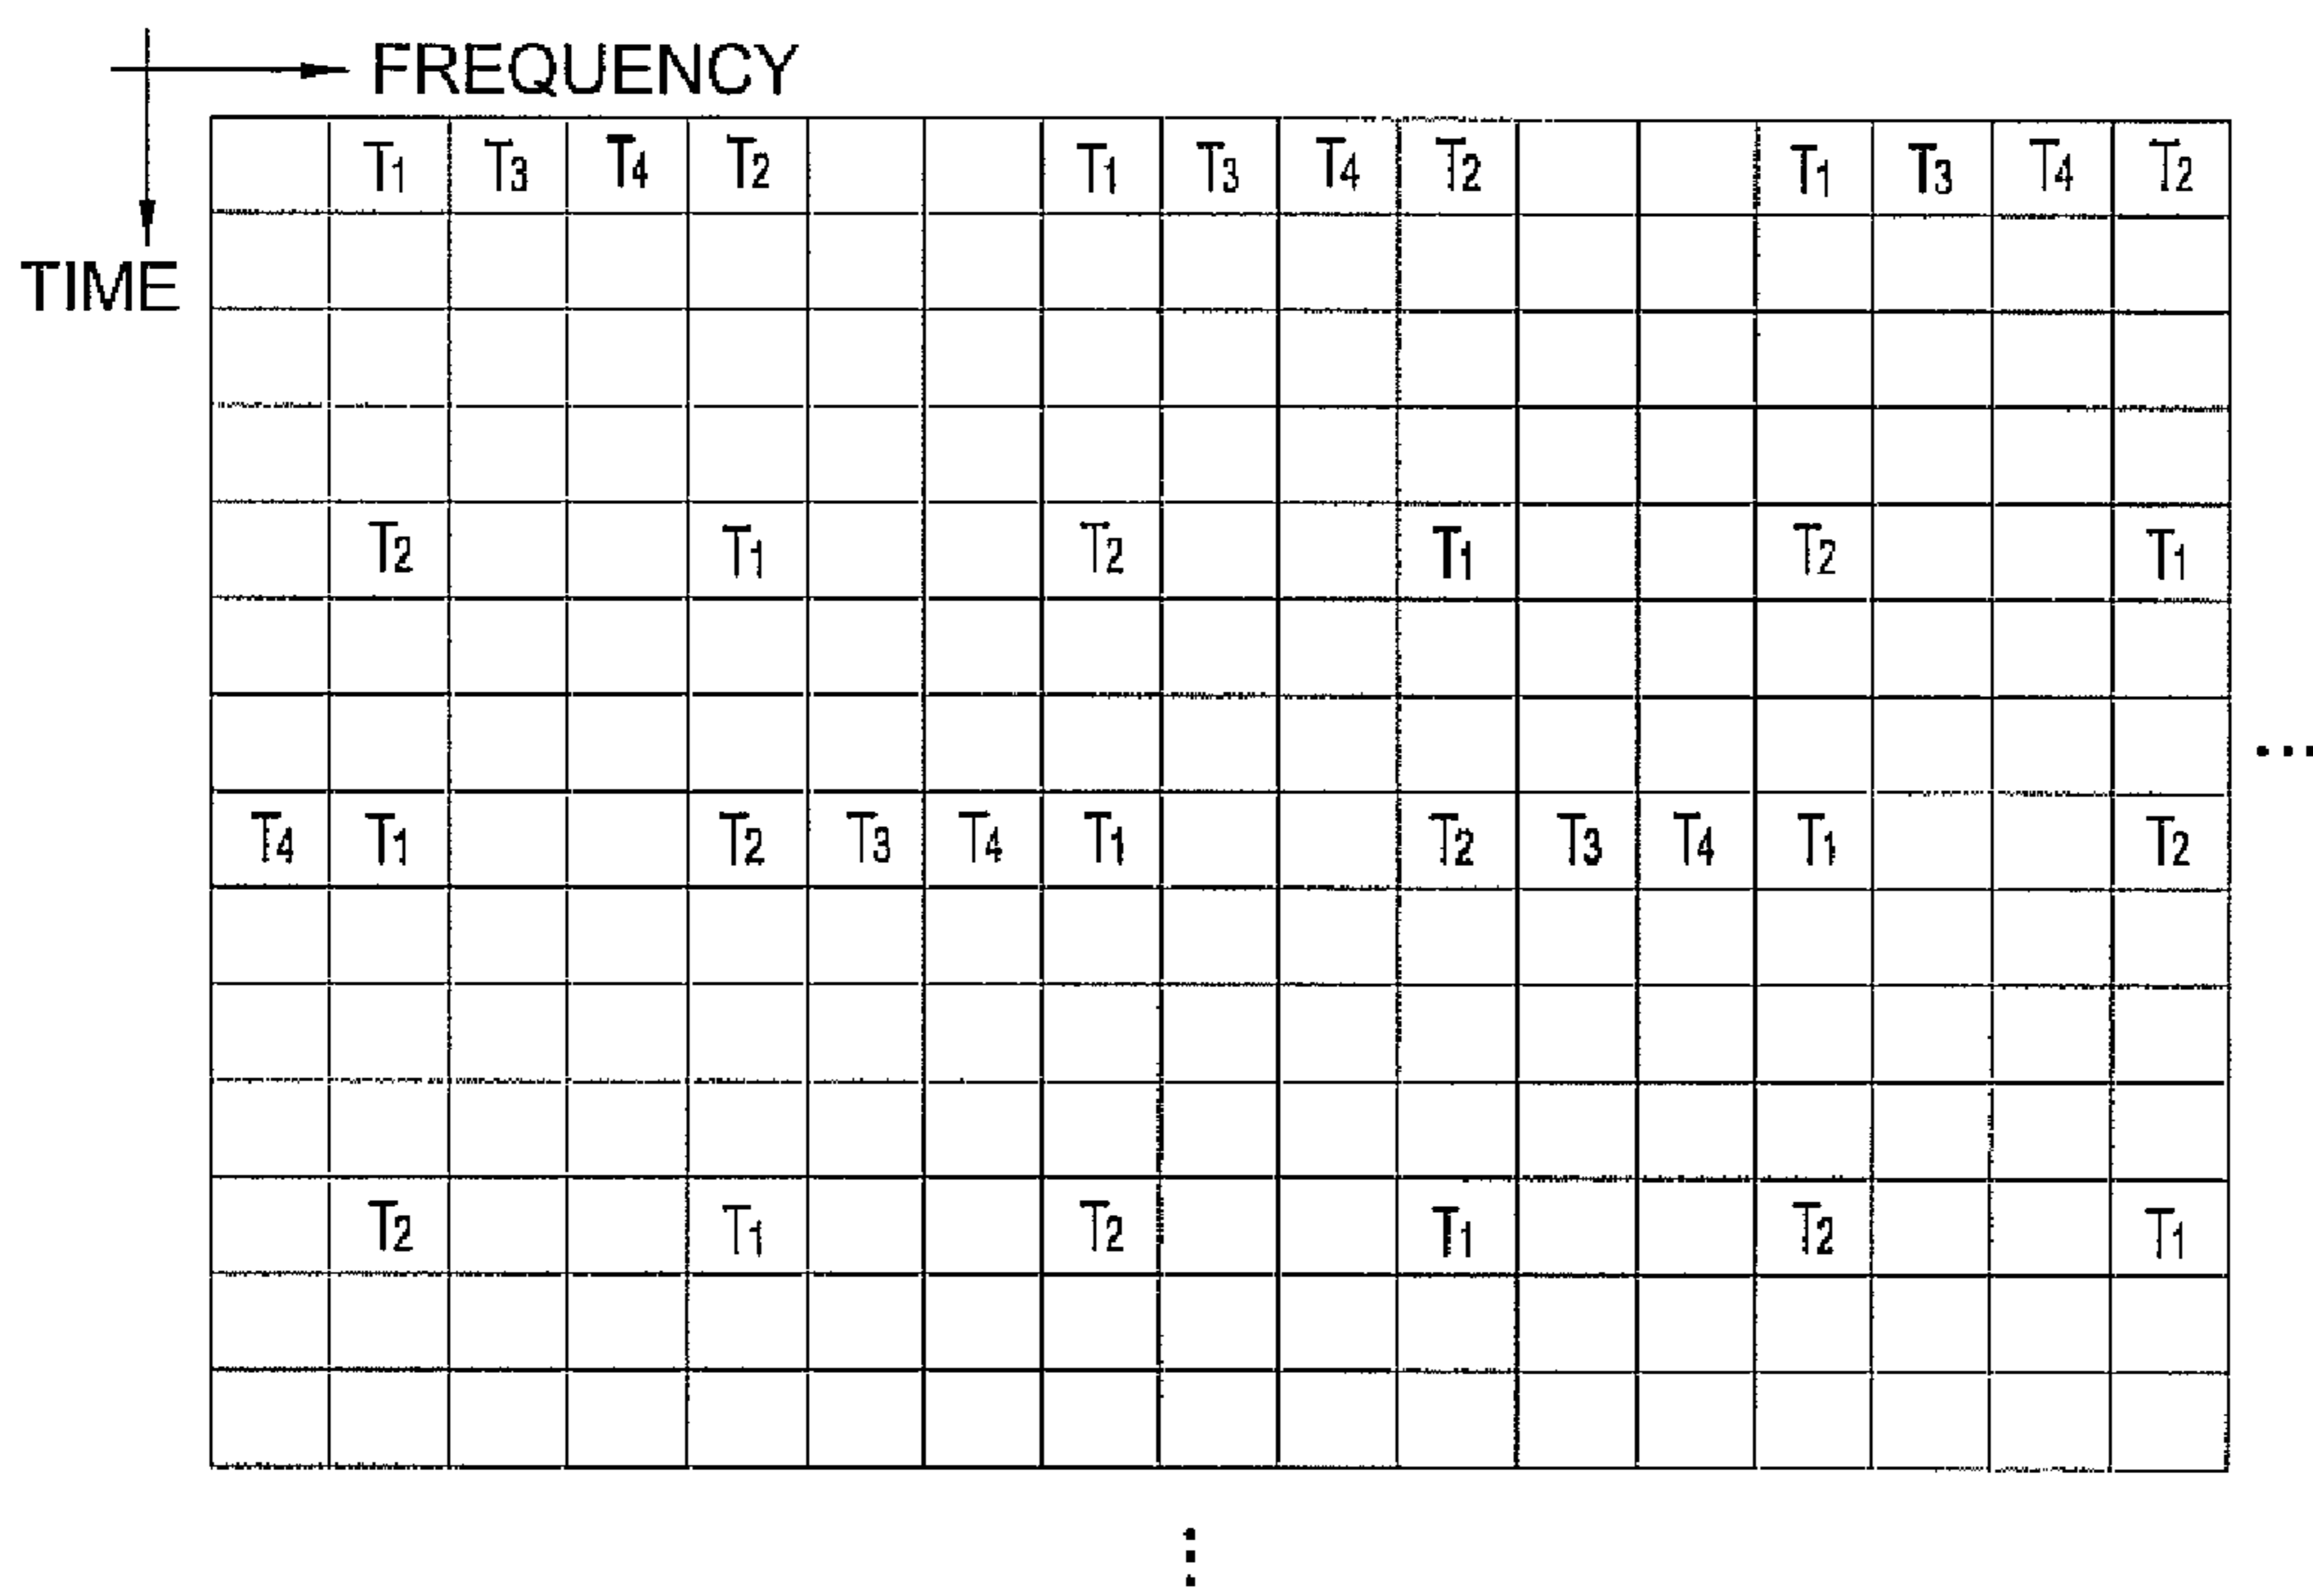 FREQUENCY
TIME
T1 T3 T4 T2 T1 T3 T4 T2 T1 T3 T4 T2
T2 T1 T2 T1 T2 T1
...
T4 T1 T2 T3 T4 T1 T2 T3 T4 T1 T2
T2 T1 T2 T1 T2 T1
⋮